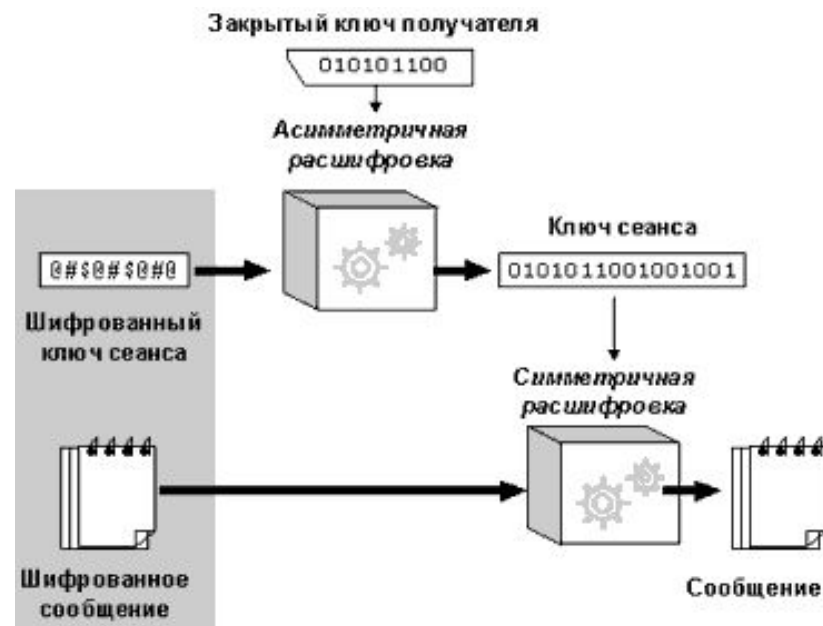 Закрытый ключ получателя
010101100
Асимметричная
расшифровка
Ключ сеанса
@#$@#$@#@
0101011001001001
Шифрованный
ключ сеанса
Симметричная
расшифровка
Шифрованное
сообщение
Сообщение